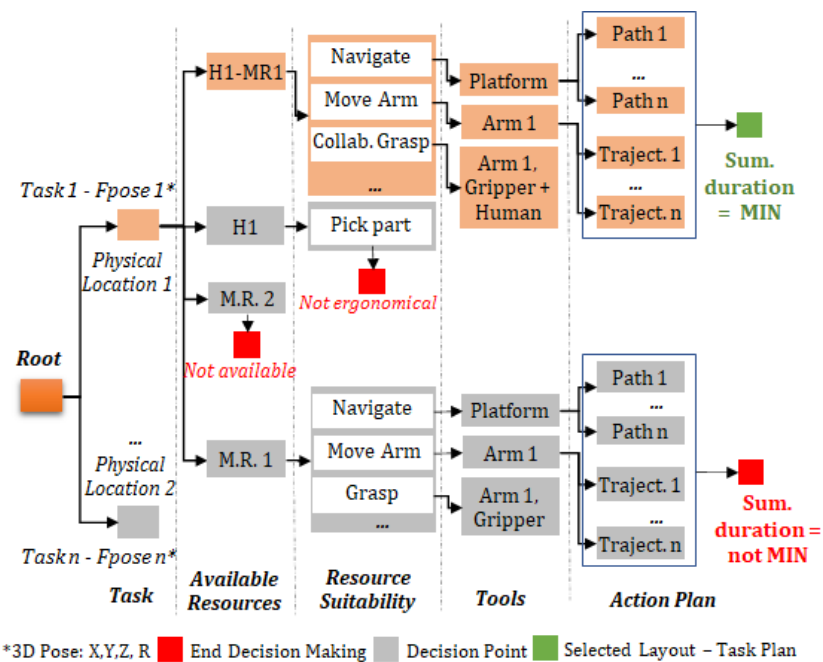 Path 1
...
Path n
Traject. 1
...
Traject. n
Navigate
Move Arm
Collab. Grasp
...
H1-MR1
Platform
Arm 1
Arm 1,
Gripper +
Human
Sum.
duration
= MIN
Task 1 - Fpose 1*
Physical
Location 1
H1
Pick part
Not ergonomical
M.R. 2
Not available
Root
...
Physical
Location 2
Task n - Fpose n*
M.R. 1
Navigate
Move Arm
Grasp
...
Platform
Arm 1
Arm 1,
Gripper
Path 1
...
Path n
Traject. 1
...
Traject. n
Sum.
duration =
not MIN
Task
Available
Resources
Resource
Suitability
Tools
Action Plan
*3D Pose: X,Y,Z, R
End Decision Making
Decision Point
Selected Layout – Task Plan